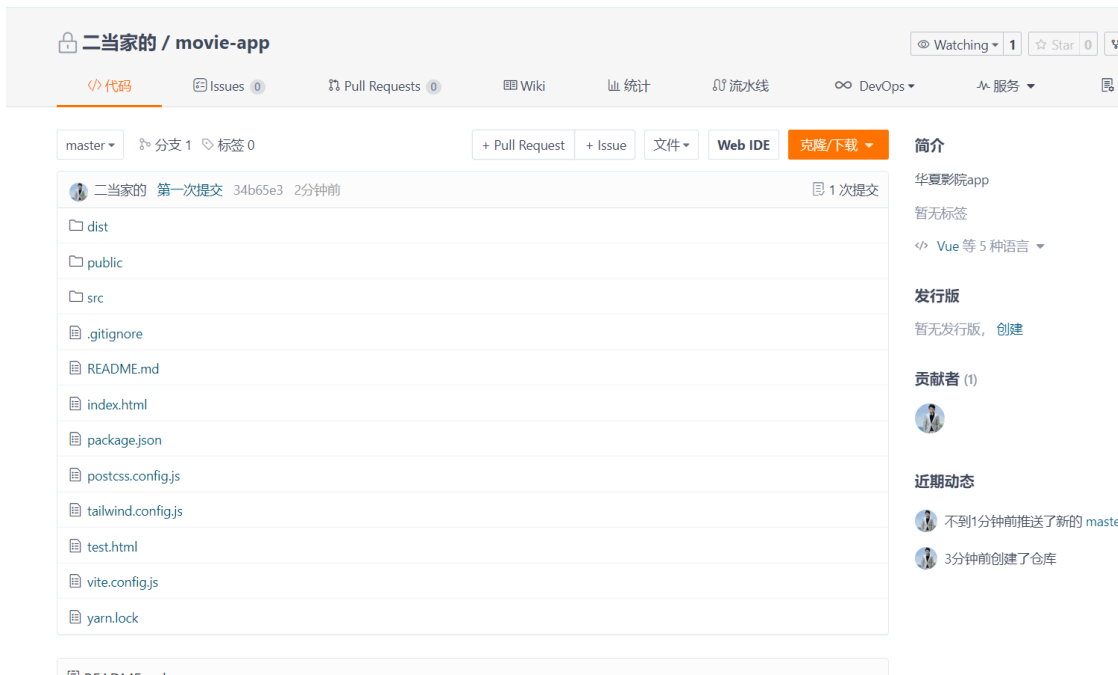 二当家的 / movie-app
Watching 1 Star 0
代码 Issues 0 Pull Requests 0 Wiki 统计 流水线 DevOps 服务
master 分支 1 标签 0 + Pull Request + Issue 文件 Web IDE 克隆/下载
二当家的 第一次提交 34b65e3 2分钟前 1 次提交
dist
public
src
.gitignore
README.md
index.html
package.json
postcss.config.js
tailwind.config.js
test.html
vite.config.js
yarn.lock
简介
华夏影院app
暂无标签
Vue 等 5 种语言
发行版
暂无发行版， 创建
贡献者 (1)
近期动态
不到1分钟前推送了新的 maste
3分钟前创建了仓库